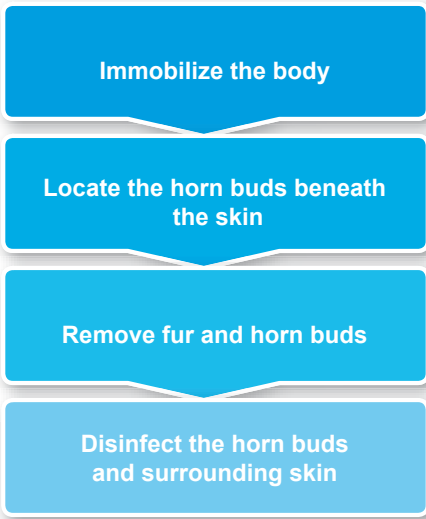 Immobilize the body
Locate the horn buds beneath
the skin
Remove fur and horn buds
Disinfect the horn buds
and surrounding skin